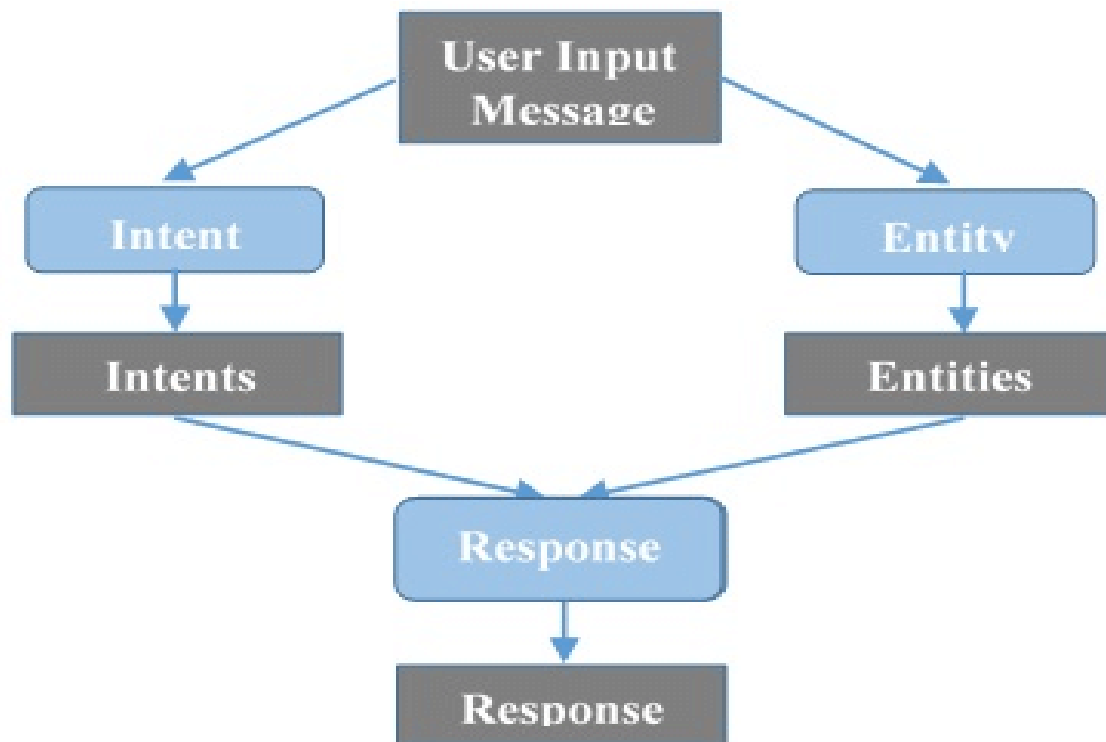 User Input
Message
Intent
Entity
Intents
Entities
Response
Response